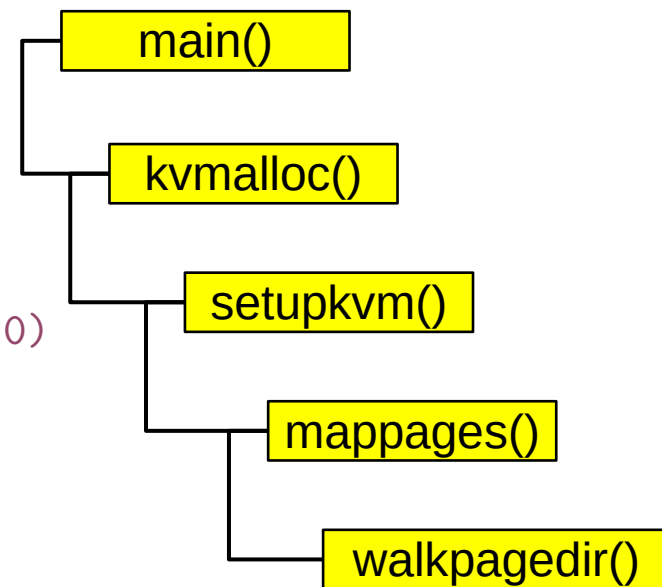 main()
kvmalloc()
setupkvm()
0)
mappages()
walkpagedir()